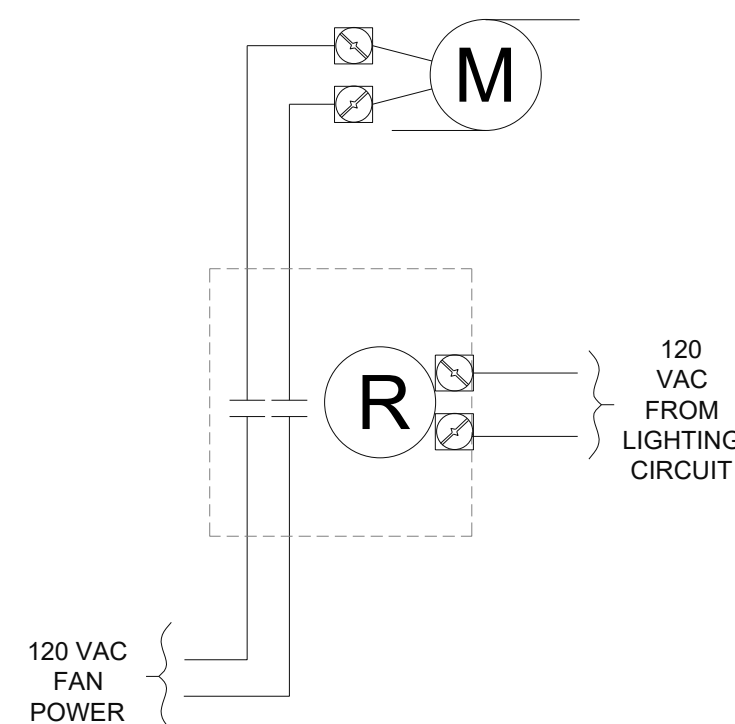 M
R
120
VAC
FROM
LIGHTING
CIRCUIT
120 VAC
FAN
POWER